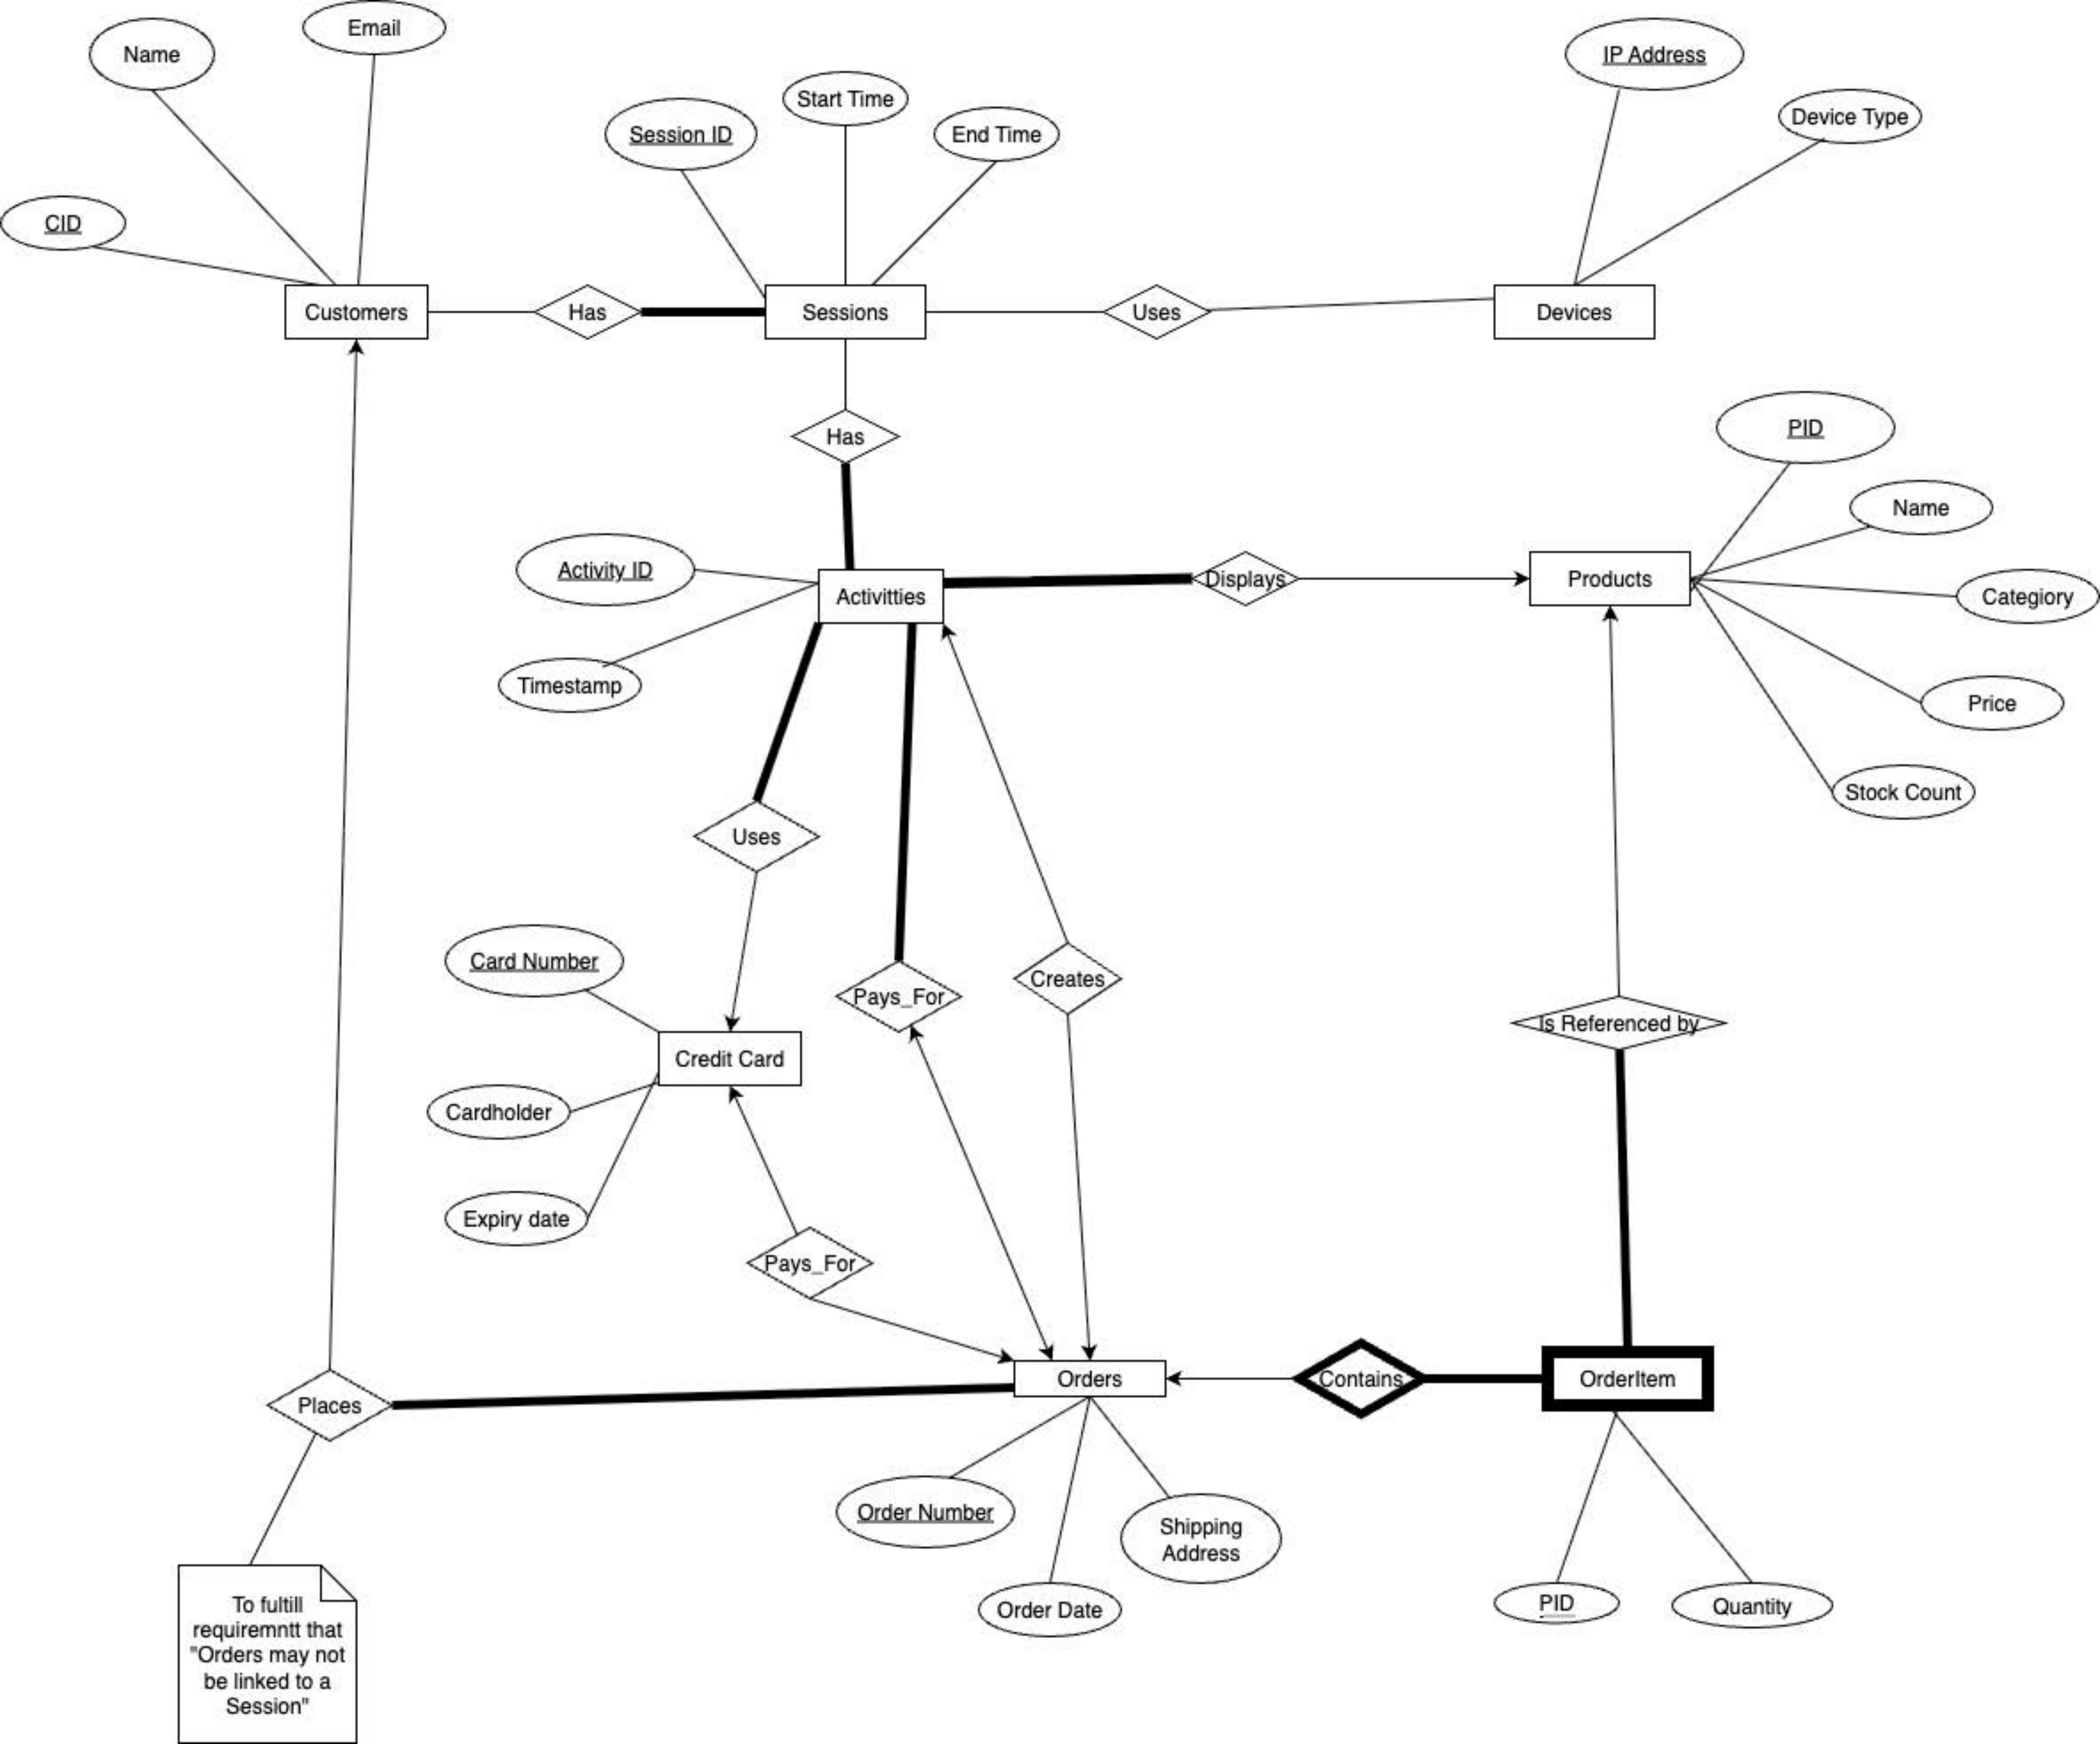 Email
Name
IP Address
Start Time
Device Type
Session ID
End Time
CID
Customers
Has
Sessions
Uses
Devices
PID
Has
Name
Activity ID
Displays
Products
Activitties
Categiory
Timestamp
Price
Stock Count
Uses
Card Number
Creates
Pays_For
Is Referenced by
Credit Card
Cardholder
Expiry date
Pays_For
Orders
Contains
OrderItem
Places
Order Number
Shipping
Address
Order Date
PID
Quantity
To fultill
requiremntt that
"Orders may not
be linked to a
Session"